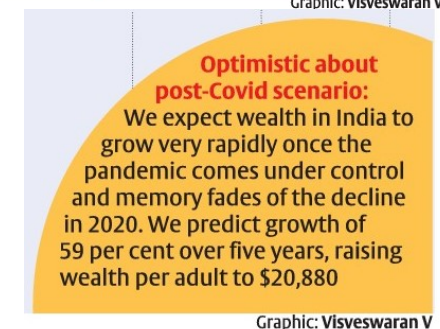 Graphic: Visveswaran V
Optimistic about
post-Covid scenario:
We expect wealth in India to
grow very rapidly once the
pandemic comes under control
and memory fades of the decline
in 2020. We predict growth of
59 per cent over five years, raising
wealth per adult to $20,880
Graphic: Visveswaran V